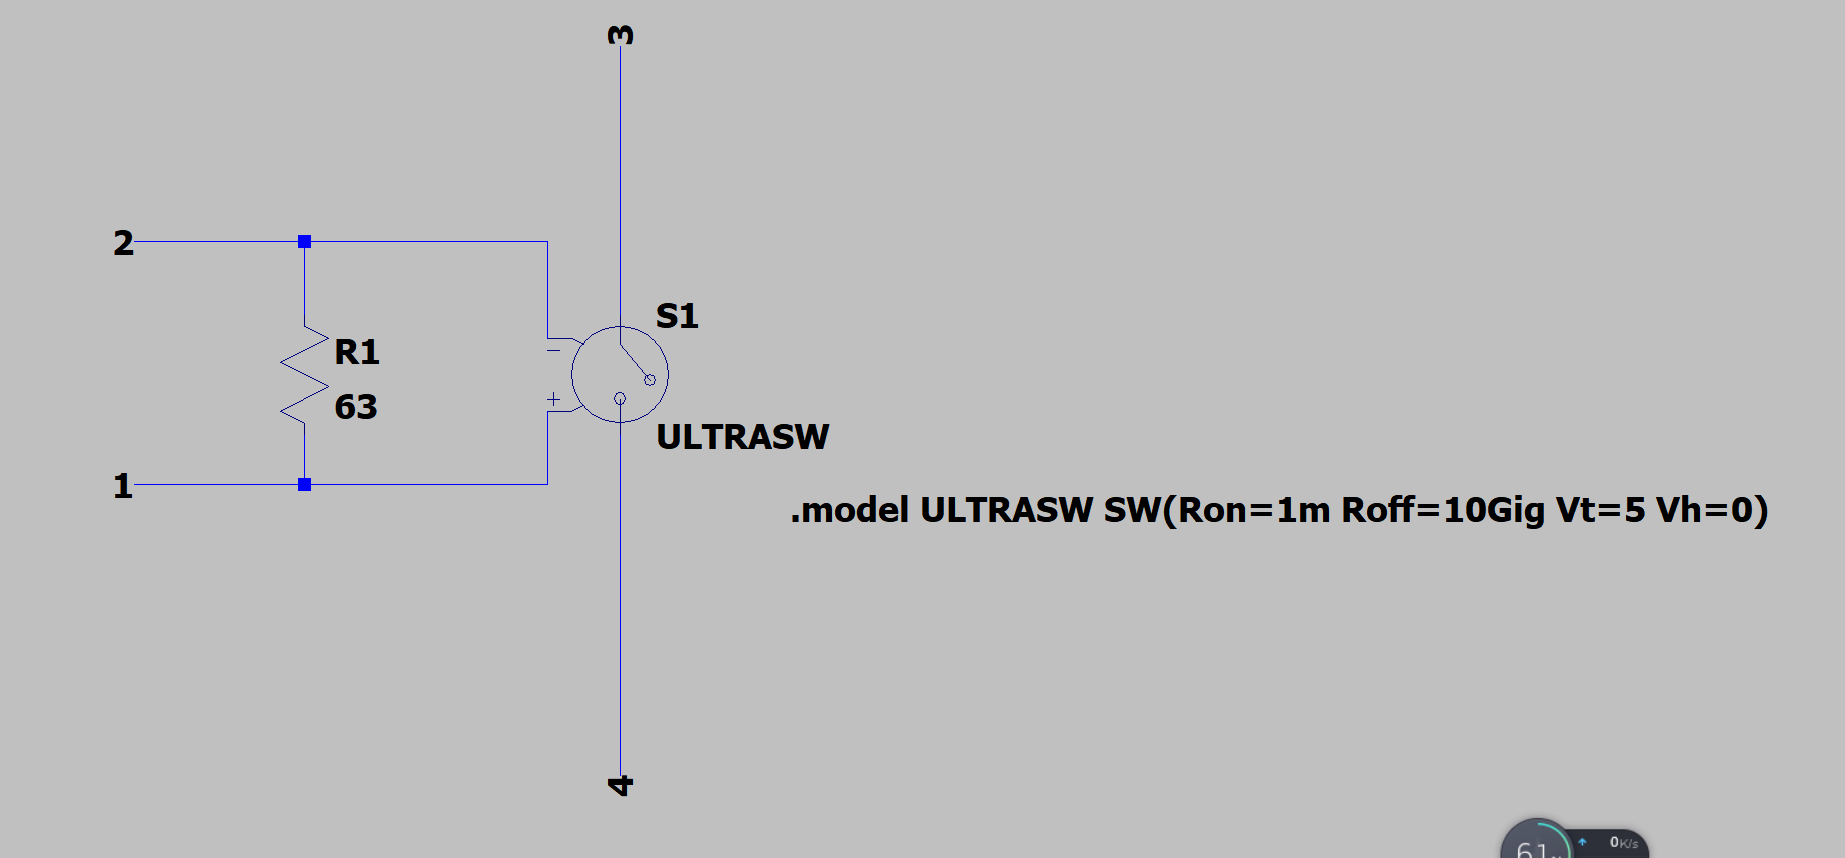 3
2
S1
R1
63
-
+
ULTRASW
1
.model ULTRASW SW(Ron=1m Roff=10Gig Vt=5 Vh=0)
4
0K/s